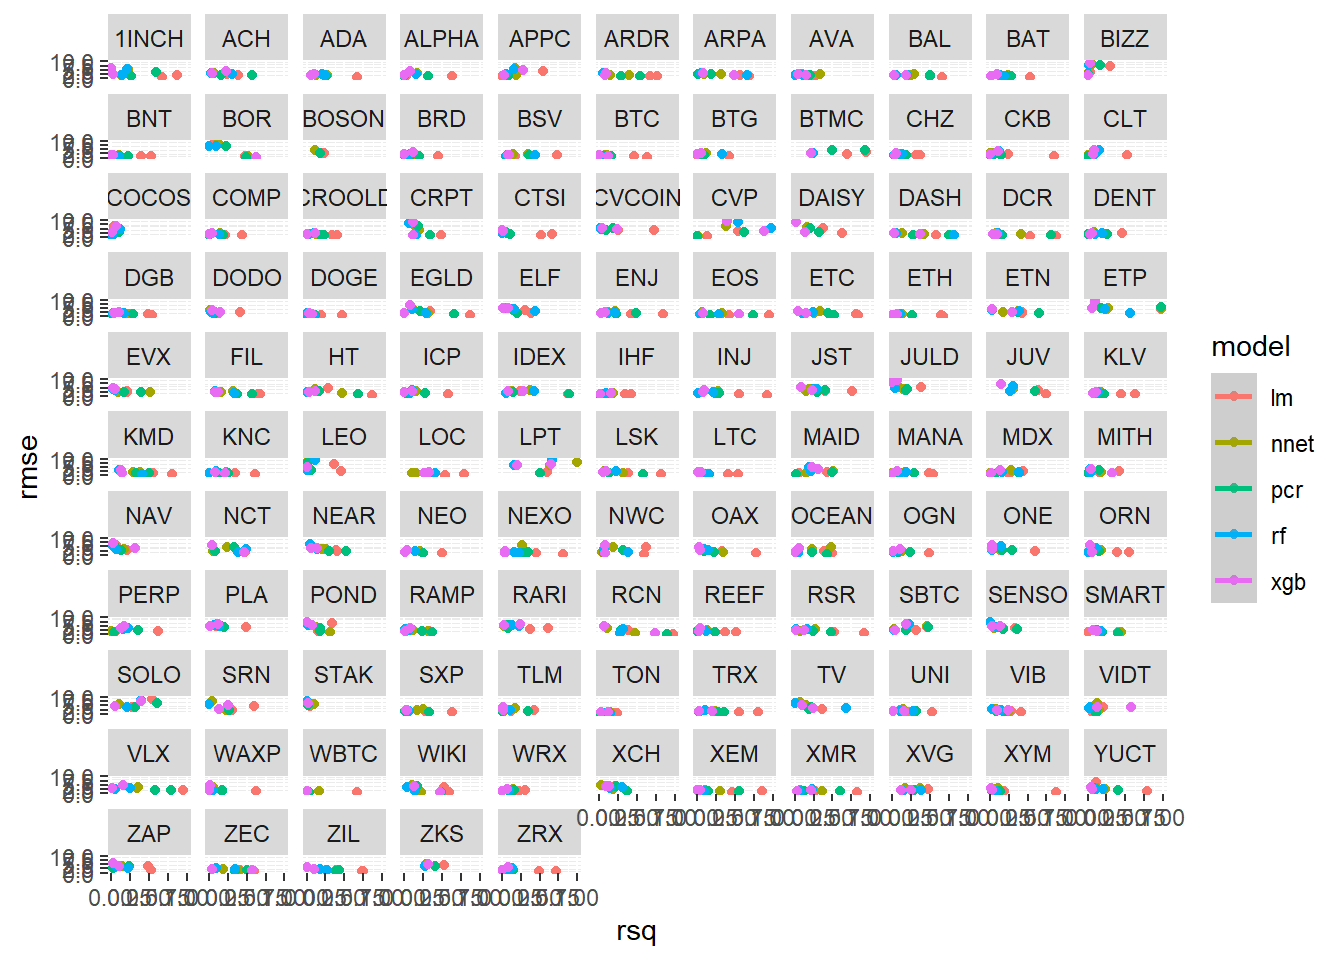 1INCH ACH ADA ALPHA APPC ARDR ARPA AVA BAL BAT BIZZ
BNT BOR BOSON BRD BSV BTC BTG BTMC CHZ CKB CLT
COCOS COMP CROOLD CRPT CTSI CVCOIN CVP DAISY DASH DCR DENT
DGB DODO DOGE EGLD ELF ENJ EOS ETC ETH ETN ETP
EVX FIL HT ICP IDEX IHF INJ JST JULD JUV KLV
KMD KNC LEO LOC LPT LSK LTC MAID MANA MDX MITH
NAV NCT NEAR NEO NEXO NWC OAX OCEAN OGN ONE ORN
PERP PLA POND RAMP RARI RCN REEF RSR SBTC SENSO SMART
SOLO SRN STAK SXP TLM TON TRX TV UNI VIB VIDT
VLX WAXP WBTC WIKI WRX XCH XEM XMR XVG XYM YUCT
ZAP ZEC ZIL ZKS ZRX
rmse
rsq
model
lm
nnet
pcr
rf
xgb